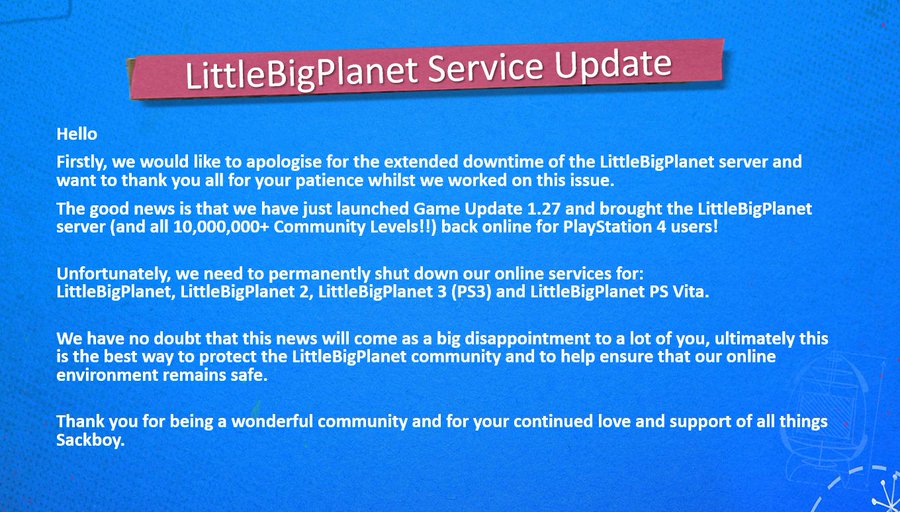 LittleBigPlanet Service Update
Hello
Firstly, we would like to apologise for the extended downtime of the LittleBigPlanet server and
want to thank you all for your patience whilst we worked on this issue.
The good news is that we have just launched Game Update 1.27 and brought the LittleBigPlanet
server (and all 10,000,000+ Community Levels!!) back online for PlayStation 4 users!
Unfortunately, we need to permanently shut down our online services for:
LittleBigPlanet, LittleBigPlanet 2, LittleBigPlanet 3 (PS3) and LittleBigPlanet PS Vita.
We have no doubt that this news will come as a big disappointment to a lot of you, ultimately this
is the best way to protect the LittleBigPlanet community and to help ensure that our online
environment remains safe.
Thank you for being a wonderful community and for your continued love and support of all things
Sackboy.